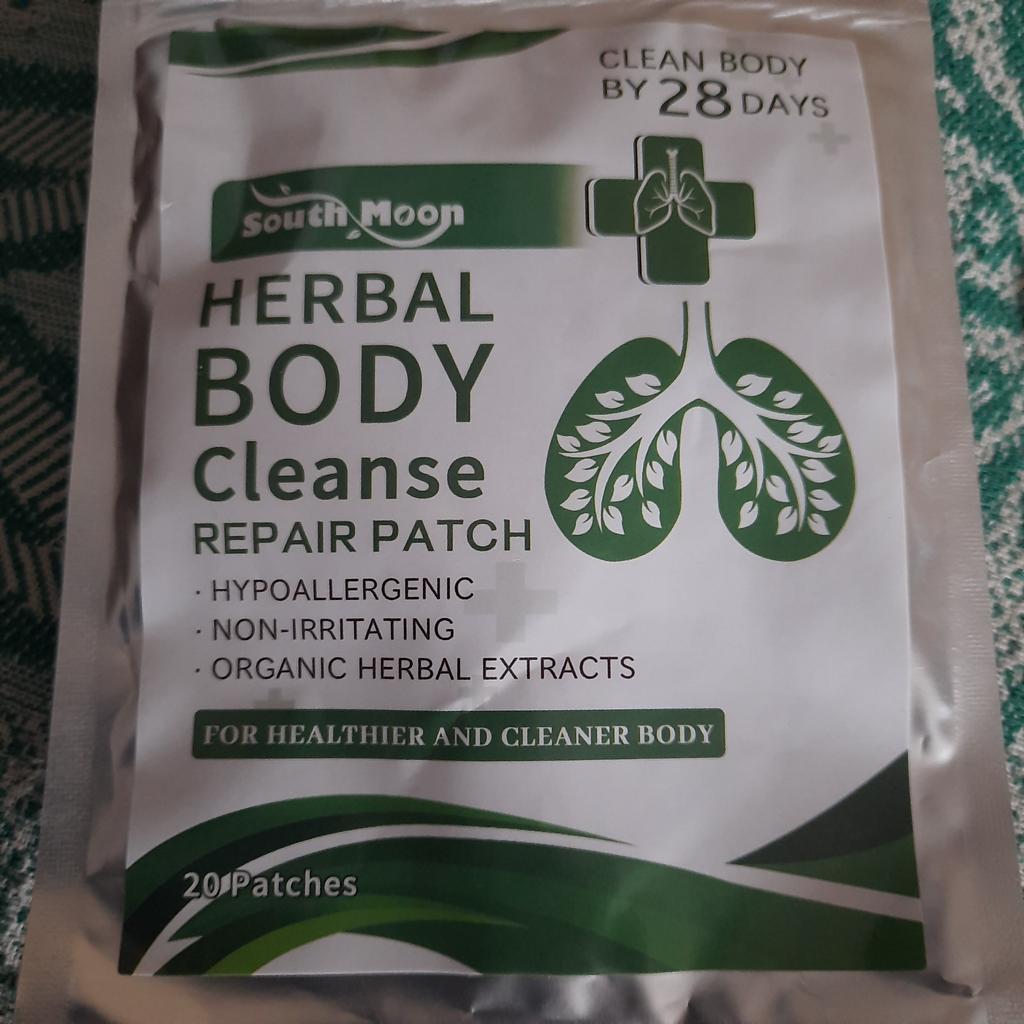 CLEAN BODY
BY 28 DAYS
South Moon
HERBAL
BODY
Cleanse
REPAIR PATCH
· HYPOALLERGENIC
· NON-IRRITATING
· ORGANIC HERBAL EXTRACTS
FOR HEALTHIER AND CLEANER BODY
20 Patches